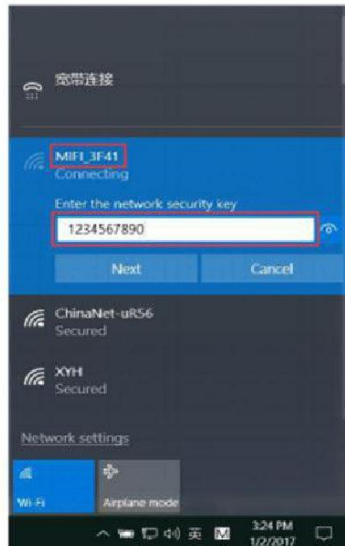 宽带连接
MIFI_3F41
Connecting
Enter the network security key
1234567890
Next Cancel
ChinaNet-uR56
Secured
XYH
Secured
Network settings
Wi-Fi Airplane mode
英 M 3:24 PM
1/2/2017